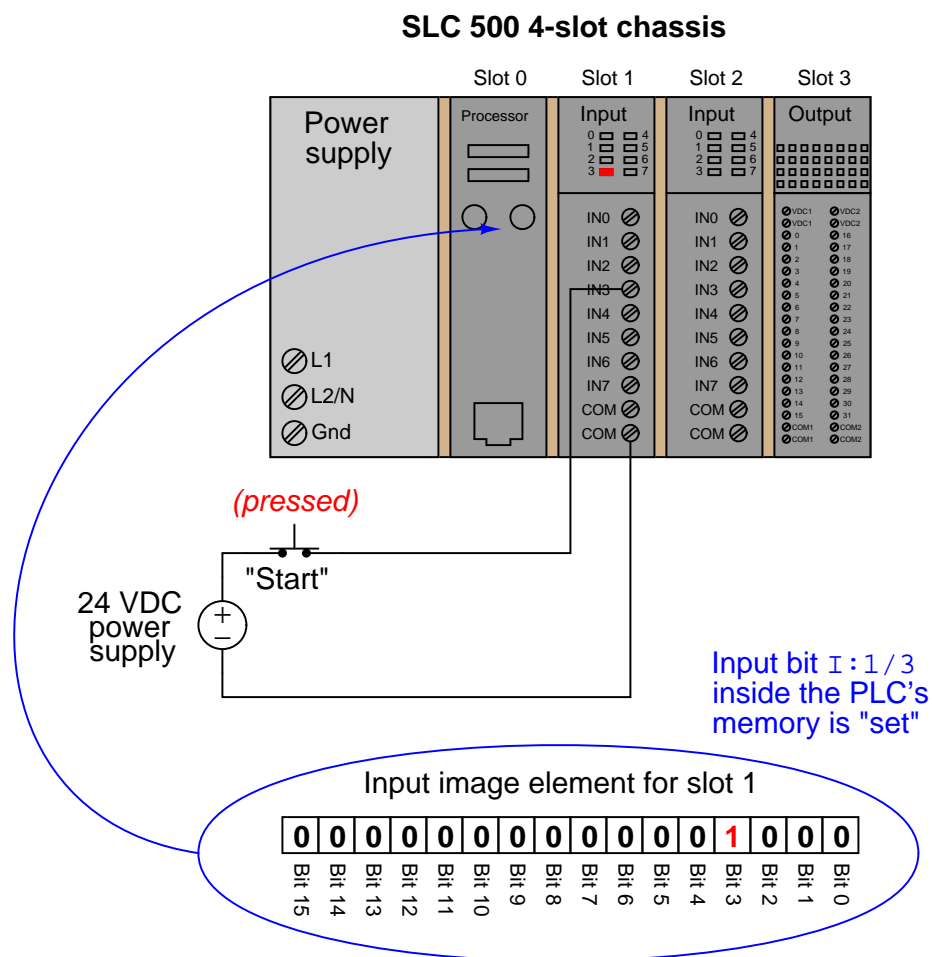 SLC 500 4-slot chassis
Slot 0 Slot 1 Slot 2 Slot 3
Power
supply
Processor
Input
Input
Output
0 4
1 5
2 6
3 7
0 4
1 5
2 6
3 7
IN0
IN1
IN2
IN3
IN4
IN5
IN6
IN7
COM
COM
IN0
IN1
IN2
IN3
IN4
IN5
IN6
IN7
COM
COM
VDC1 VDC2
VDC1 VDC2
0 16
1 17
2 18
3 19
4 20
5 21
6 22
7 23
8 24
9 25
10 26
11 27
12 28
13 29
14 30
15 31
COM1 COM2
COM1 COM2
L1
L2/N
Gnd
(pressed)
"Start"
24 VDC
power
supply
+
−
Input bit I:1/3
inside the PLC's
memory is "set"
Input image element for slot 1
0 0 0 0 0 0 0 0 0 0 0 0 1 0 0 0
Bit 15 Bit 14 Bit 13 Bit 12 Bit 11 Bit 10 Bit 9 Bit 8 Bit 7 Bit 6 Bit 5 Bit 4 Bit 3 Bit 2 Bit 1 Bit 0